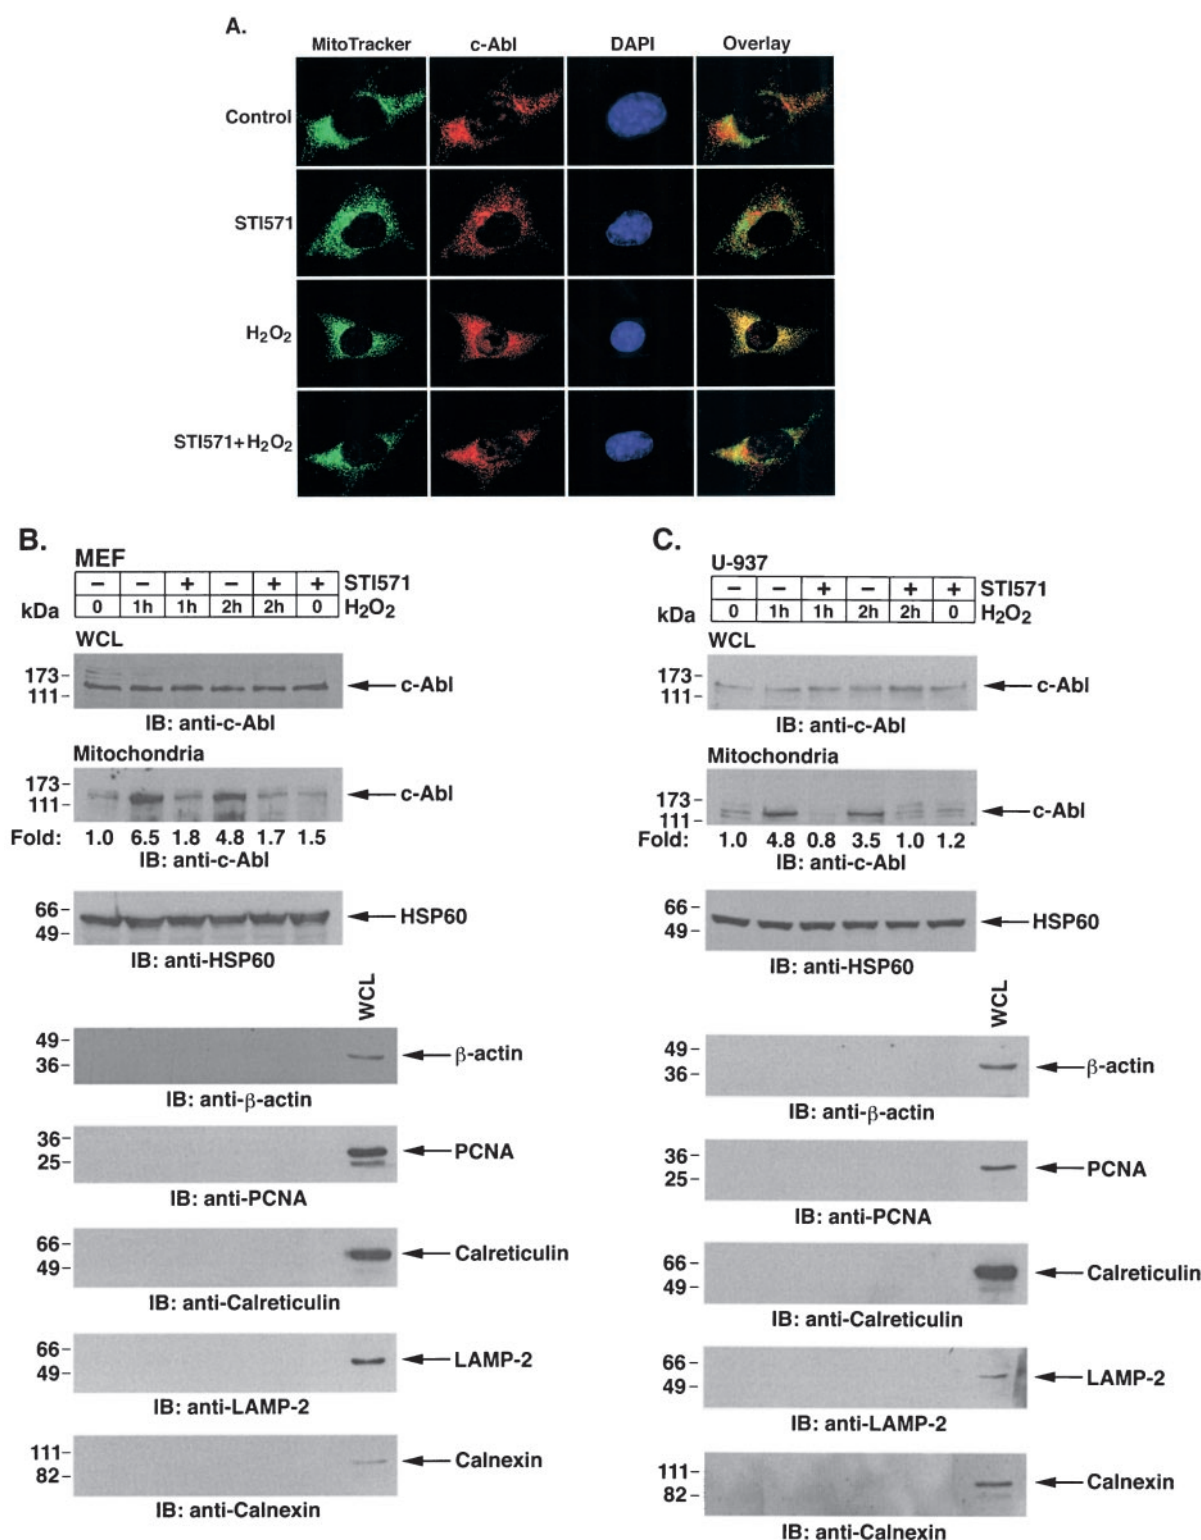 A.
MitoTracker c-Abl DAPI Overlay
Control
STI571
H2O2
STI571+H2O2
B.
MEF
− − + − + + STI571
kDa 0 1h 1h 2h 2h 0 H2O2
WCL
173
111
c-Abl
IB: anti-c-Abl
Mitochondria
173
111
c-Abl
Fold: 1.0 6.5 1.8 4.8 1.7 1.5
IB: anti-c-Abl
66
49
HSP60
IB: anti-HSP60
WCL
49
36
β-actin
IB: anti-β-actin
36
25
PCNA
IB: anti-PCNA
66
49
Calreticulin
IB: anti-Calreticulin
66
49
LAMP-2
IB: anti-LAMP-2
111
82
Calnexin
IB: anti-Calnexin
C.
U-937
− − + − + + STI571
kDa 0 1h 1h 2h 2h 0 H2O2
WCL
173
111
c-Abl
IB: anti-c-Abl
Mitochondria
173
111
c-Abl
Fold: 1.0 4.8 0.8 3.5 1.0 1.2
IB: anti-c-Abl
66
49
HSP60
IB: anti-HSP60
WCL
49
36
β-actin
IB: anti-β-actin
36
25
PCNA
IB: anti-PCNA
66
49
Calreticulin
IB: anti-Calreticulin
66
49
LAMP-2
IB: anti-LAMP-2
111
82
Calnexin
IB: anti-Calnexin